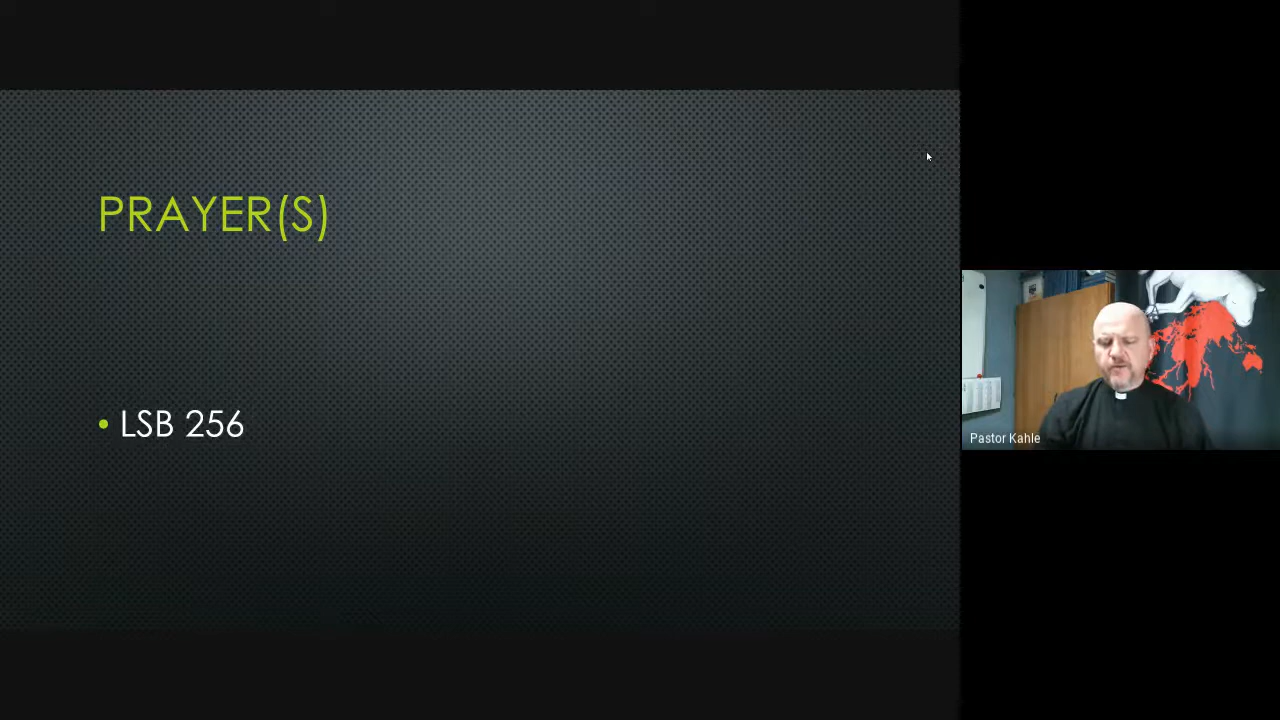 PRAYER(S)
• LSB 256
Pastor Kahle